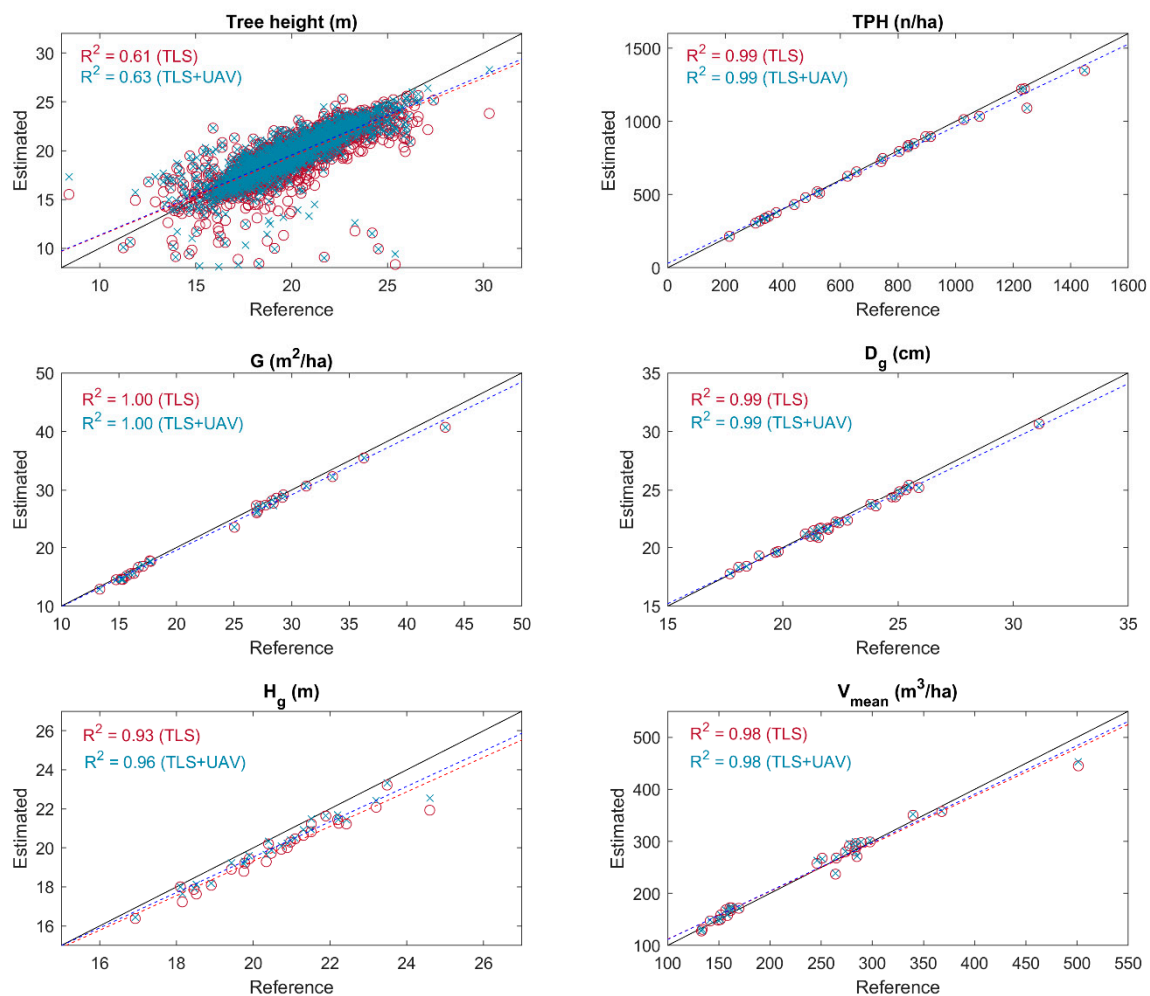 Tree height (m)
R² = 0.61 (TLS)
R² = 0.63 (TLS+UAV)
Estimated
30
25
20
15
10
10 15 20 25 30
Reference
TPH (n/ha)
R² = 0.99 (TLS)
R² = 0.99 (TLS+UAV)
Estimated
1500
1000
500
0
0 200 400 600 800 1000 1200 1400 1600
Reference
G (m²/ha)
R² = 1.00 (TLS)
R² = 1.00 (TLS+UAV)
Estimated
50
40
30
20
10
10 15 20 25 30 35 40 45 50
Reference
D_g (cm)
R² = 0.99 (TLS)
R² = 0.99 (TLS+UAV)
Estimated
35
30
25
20
15
15 20 25 30 35
Reference
H_g (m)
R² = 0.93 (TLS)
R² = 0.96 (TLS+UAV)
Estimated
26
24
22
20
18
16
16 18 20 22 24 26
Reference
V_mean (m³/ha)
R² = 0.98 (TLS)
R² = 0.98 (TLS+UAV)
Estimated
500
400
300
200
100
100 150 200 250 300 350 400 450 500 550
Reference